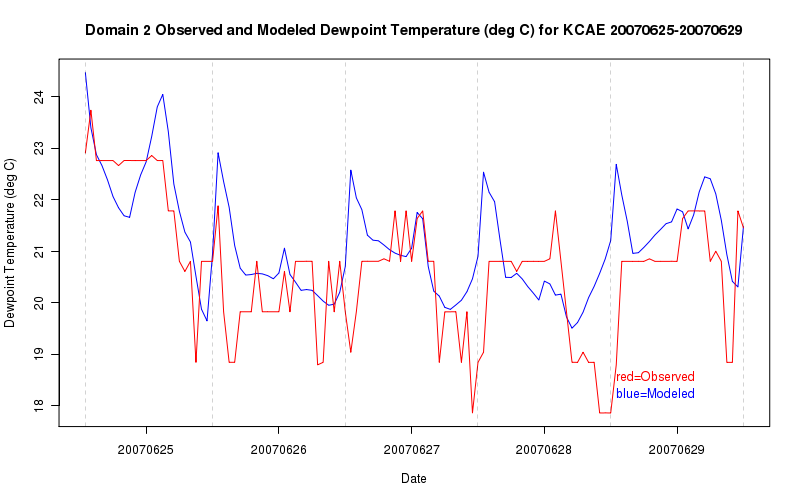 Domain 2 Observed and Modeled Dewpoint Temperature (deg C) for KCAE 20070625-20070629
Dewpoint Temperature (deg C)
24
23
22
21
20
19
18
red=Observed
blue=Modeled
20070625 20070626 20070627 20070628 20070629
Date